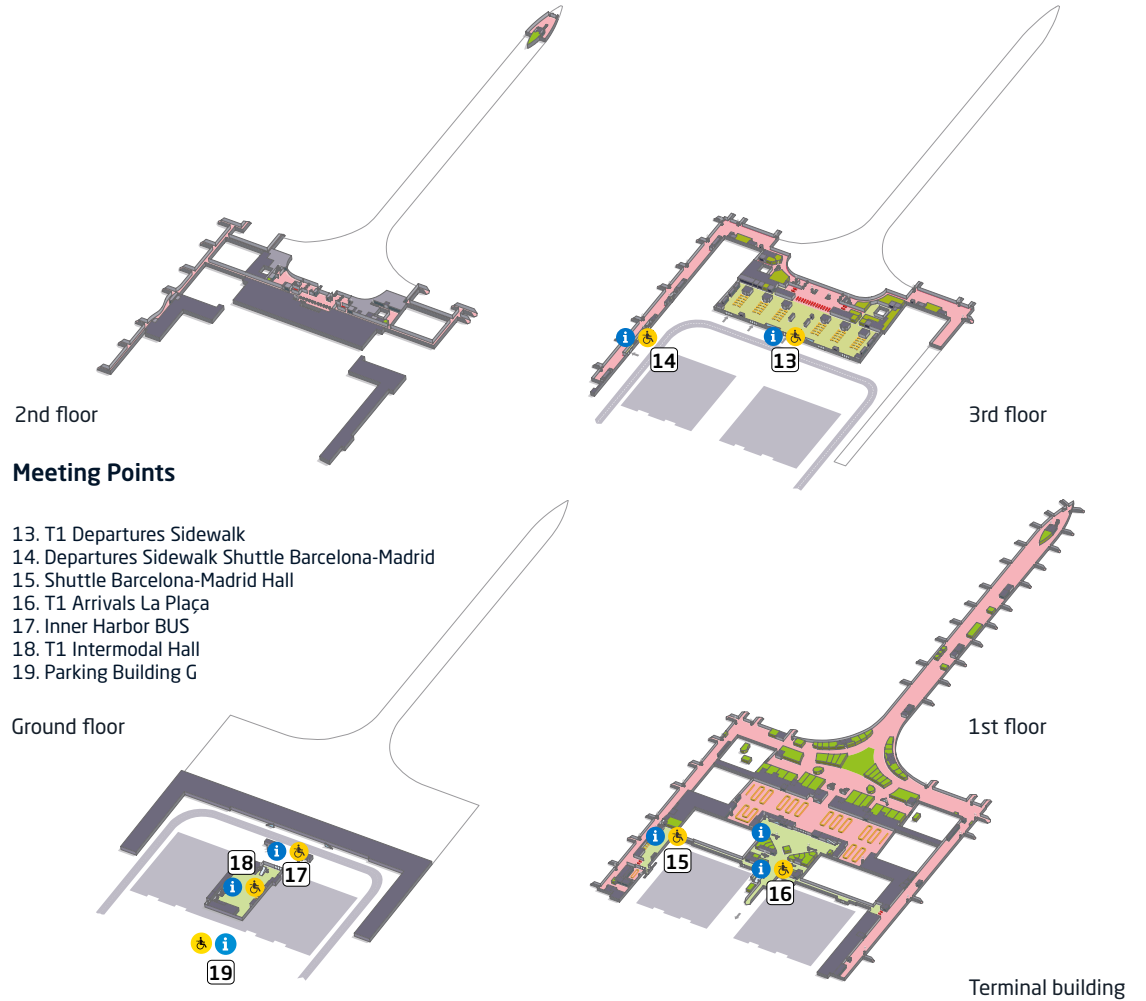 2nd floor
14
13
3rd floor
Meeting Points
13. T1 Departures Sidewalk
14. Departures Sidewalk Shuttle Barcelona-Madrid
15. Shuttle Barcelona-Madrid Hall
16. T1 Arrivals La Plaça
17. Inner Harbor BUS
18. T1 Intermodal Hall
19. Parking Building G
Ground floor
1st floor
18
17
19
15
16
Terminal building